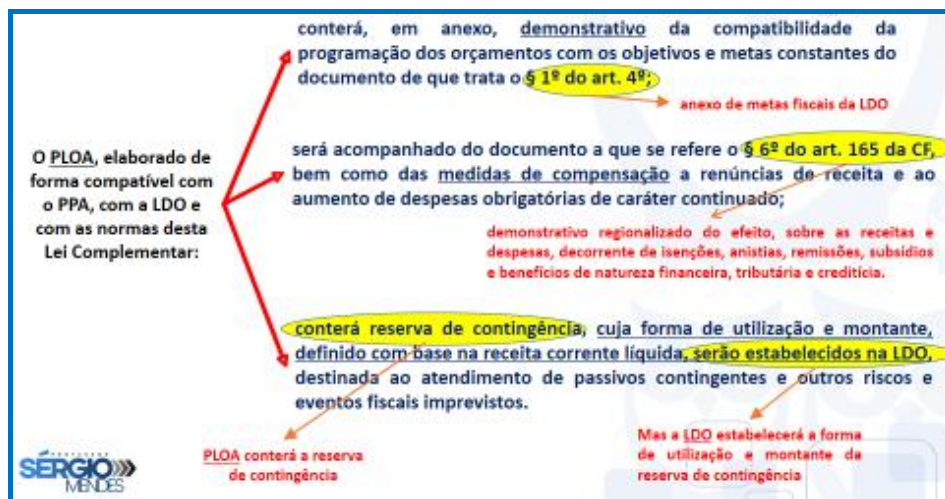 conterá, em anexo, demonstrativo da compatibilidade da
programação dos orçamentos com os objetivos e metas constantes do
documento de que trata o § 1º do art. 4º;
anexo de metas fiscais da LDO
O PLOA, elaborado de
forma compatível com
o PPA, com a LDO e
com as normas desta
Lei Complementar:
será acompanhado do documento a que se refere o § 6º do art. 165 da CF,
bem como das medidas de compensação a renúncias de receita e ao
aumento de despesas obrigatórias de caráter continuado;
demonstrativo regionalizado do efeito, sobre as receitas e
despesas, decorrente de isenções, anistias, remissões, subsídios
e benefícios de natureza financeira, tributária e creditícia.
conterá reserva de contingência, cuja forma de utilização e montante,
definido com base na receita corrente líquida, serão estabelecidos na LDO,
destinada ao atendimento de passivos contingentes e outros riscos e
eventos fiscais imprevistos.
PLOA conterá a reserva
de contingência
Mas a LDO estabelecerá a forma
de utilização e montante da
reserva de contingência
PROFESSOR
SÉRGIO
MENDES